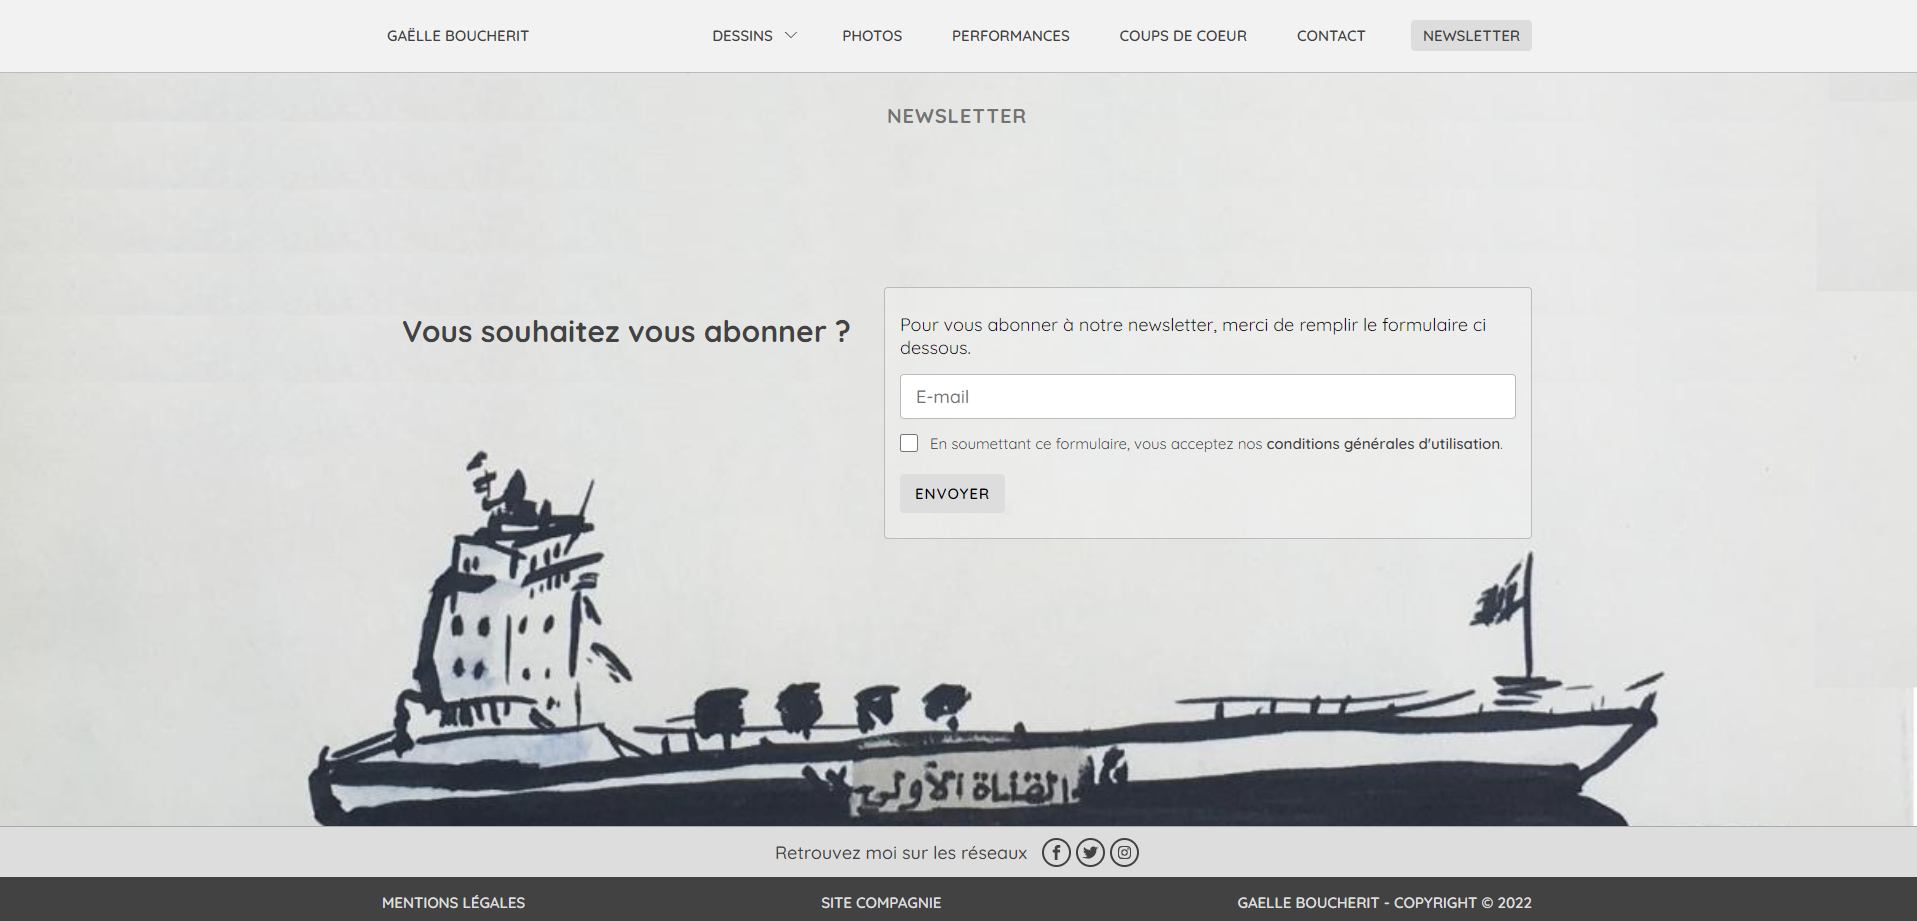 GAËLLE BOUCHERIT
DESSINS
PHOTOS
PERFORMANCES
COUPS DE COEUR
CONTACT
NEWSLETTER
NEWSLETTER
Vous souhaitez vous abonner ?
Pour vous abonner à notre newsletter, merci de remplir le formulaire ci
dessous.
E-mail
En soumettant ce formulaire, vous acceptez nos conditions générales d'utilisation.
ENVOYER
القناة الأولى
Retrouvez moi sur les réseaux
MENTIONS LÉGALES
SITE COMPAGNIE
GAELLE BOUCHERIT - COPYRIGHT © 2022